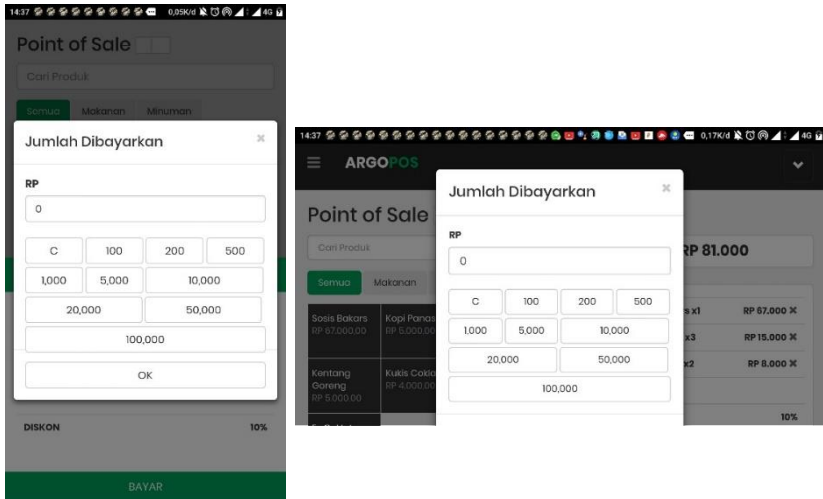 14:37 0,05K/d 4G
Point of Sale
Cari Produk
Semua Makanan Minuman
Jumlah Dibayarkan ×
RP
0
C 100 200 500
1,000 5,000 10,000
20,000 50,000
100,000
OK
DISKON 10%
BAYAR
14:37 0,17K/d 4G
ARGOPOS
Point of Sale
Cari Produk
Semua Makanan
Jumlah Dibayarkan ×
RP
0
C 100 200 500
1,000 5,000 10,000
20,000 50,000
100,000
RP 81.000
Sosis Bakars Kopi Panas
RP 67.000,00 RP 5.000,00
Kentang Kukis Cokla
Goreng RP 4.000,00
RP 5.000,00
s x1 RP 67.000 ×
x3 RP 15.000 ×
x2 RP 8.000 ×
10%